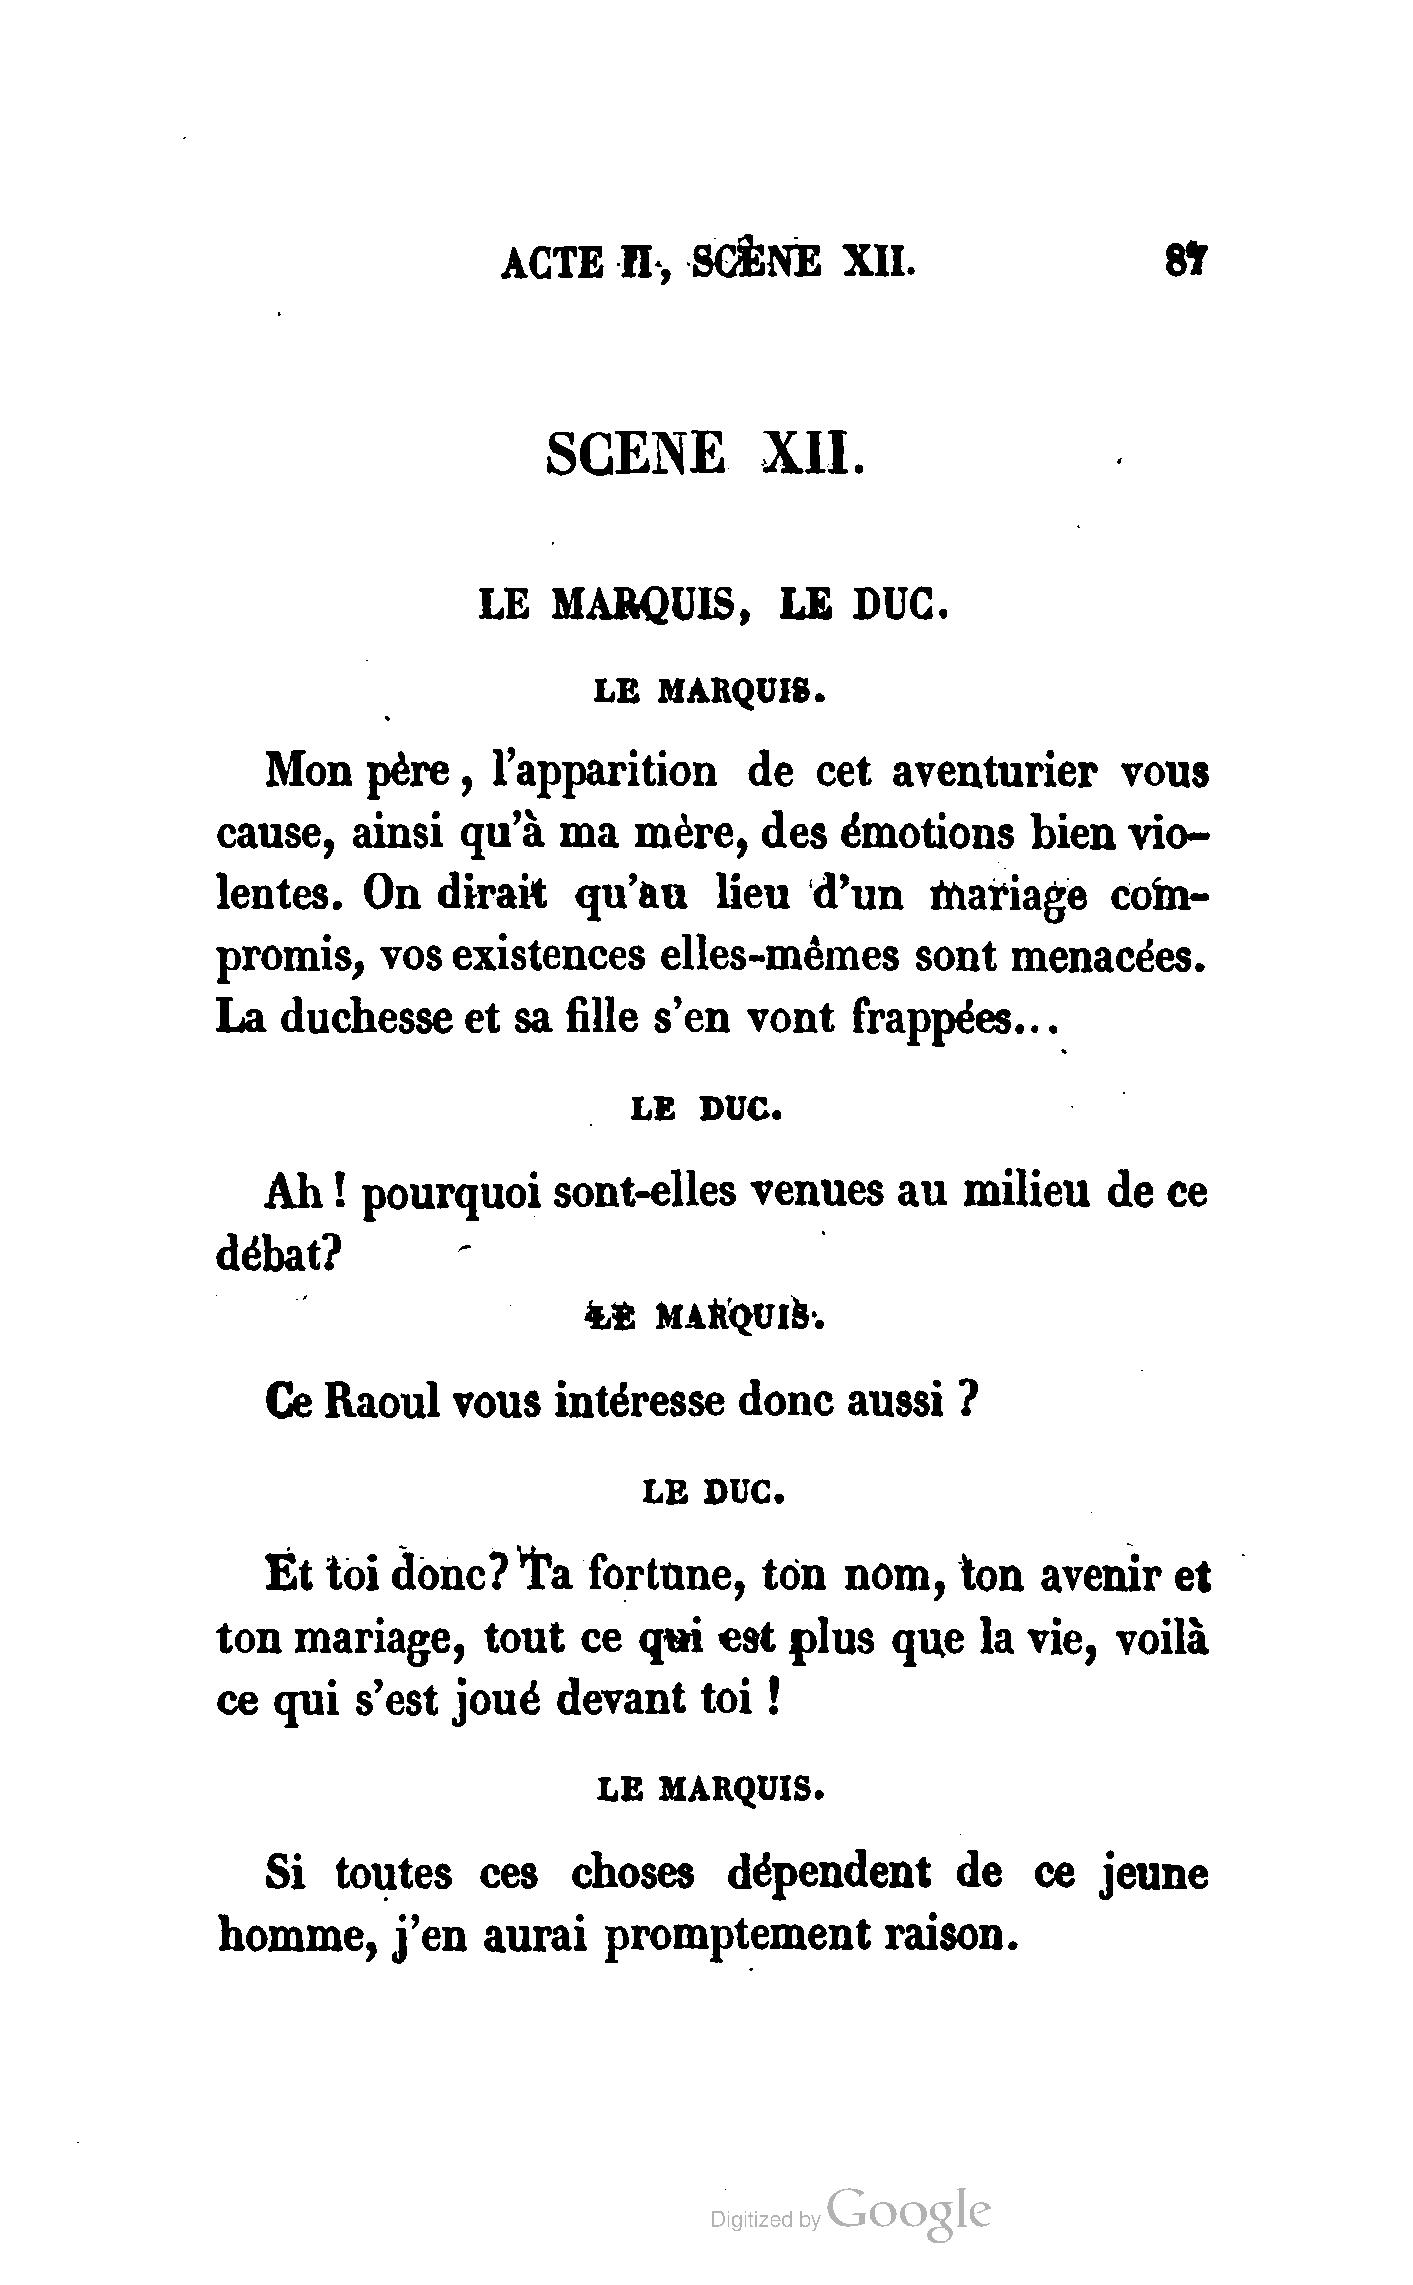 ACTE II, SCÈNE XII. 87
SCENE XII.
LE MARQUIS, LE DUC.
LE MARQUIS.
Mon père, l'apparition de cet aventurier vous
cause, ainsi qu'à ma mère, des émotions bien vio-
lentes. On dirait qu'au lieu d'un mariage com-
promis, vos existences elles-mêmes sont menacées.
La duchesse et sa fille s'en vont frappées...
LE DUC.
Ah ! pourquoi sont-elles venues au milieu de ce
débat?
LE MARQUIS.
Ce Raoul vous intéresse donc aussi ?
LE DUC.
Et toi donc? Ta fortune, ton nom, ton avenir et
ton mariage, tout ce qui est plus que la vie, voilà
ce qui s'est joué devant toi !
LE MARQUIS.
Si toutes ces choses dépendent de ce jeune
homme, j'en aurai promptement raison.
Digitized by Google